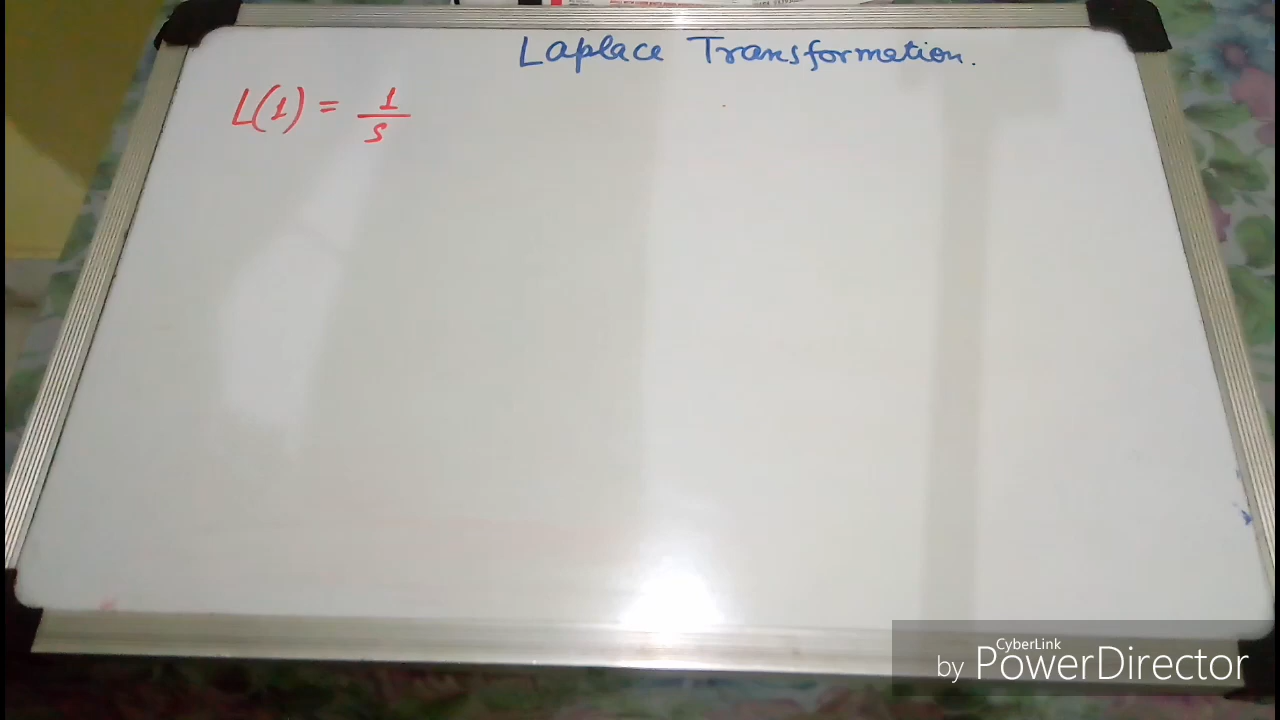 Laplace Transformation.
L(1) = 1/s
CyberLink
by PowerDirector